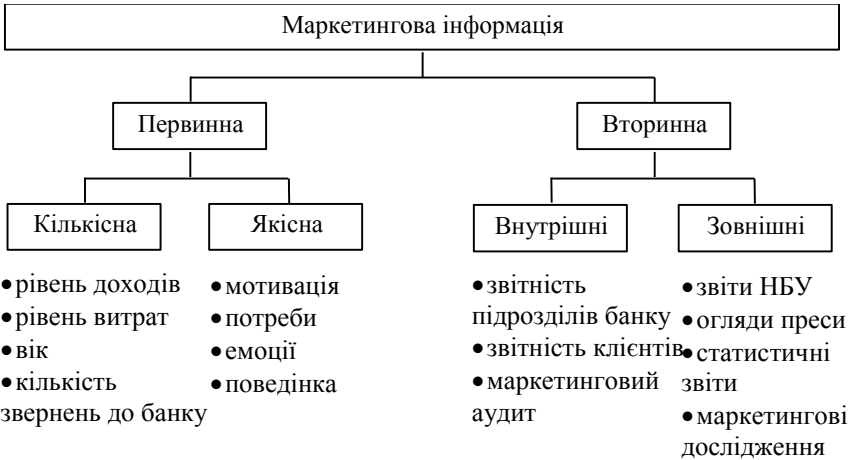 Маркетингова інформація
Первинна
Вторинна
Кількісна
Якісна
Внутрішні
Зовнішні
•рівень доходів
•рівень витрат
•вік
•кількість
звернень до банку
•мотивація
•потреби
•емоції
•поведінка
•звітність
підрозділів банку
•звітність клієнтів
•маркетинговий
аудит
•звіти НБУ
•огляди преси
•статистичні
звіти
•маркетингові
дослідження